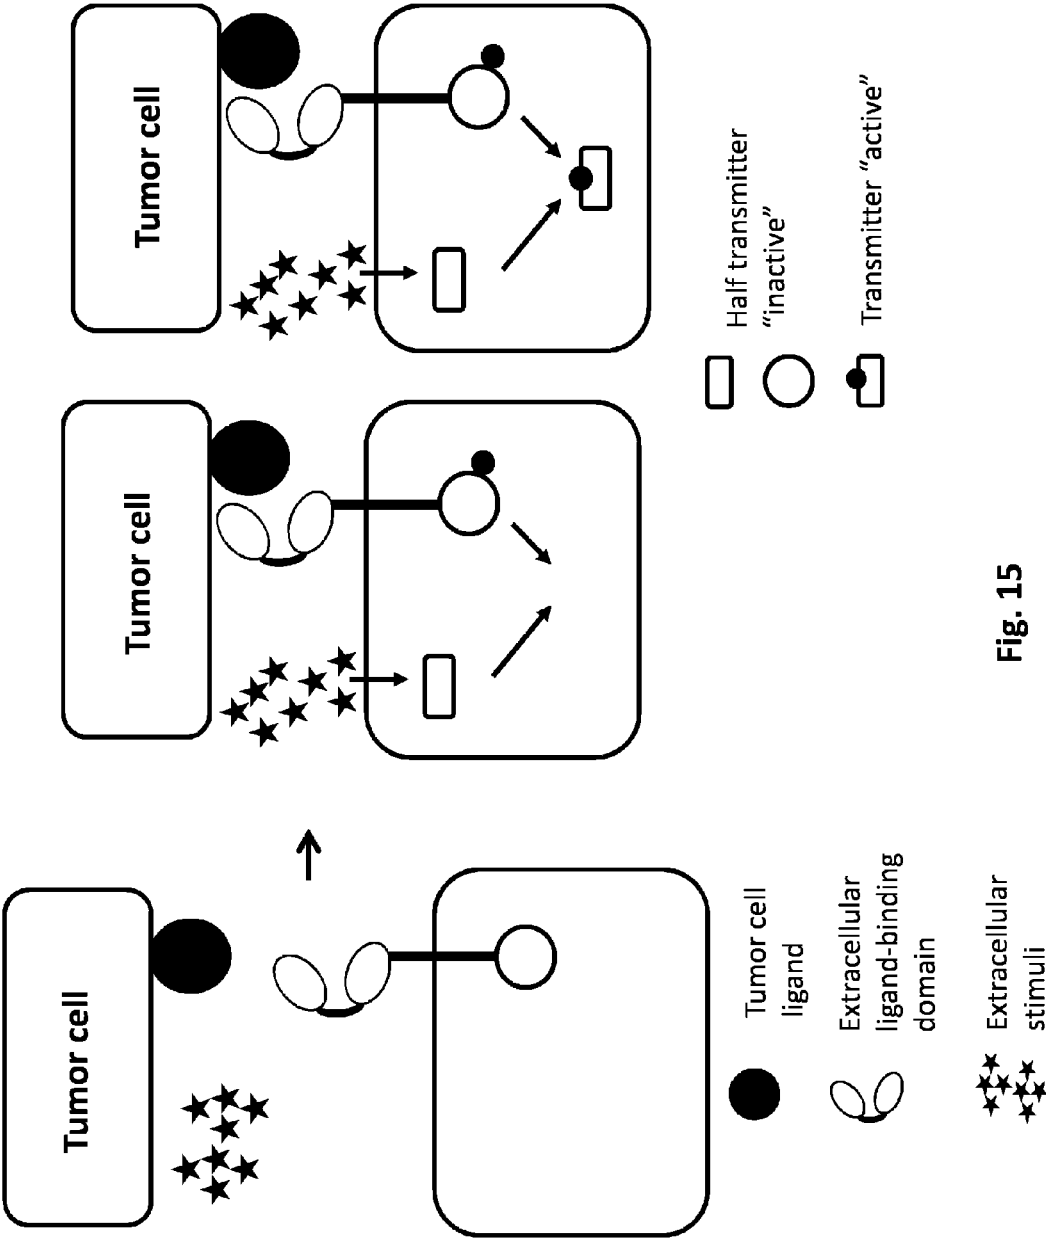 Tumor cell
Tumor cell
Tumor cell
Tumor cell
ligand
Extracellular
ligand-binding
domain
Extracellular
stimuli
Half transmitter
“inactive”
Transmitter “active”
Fig. 15